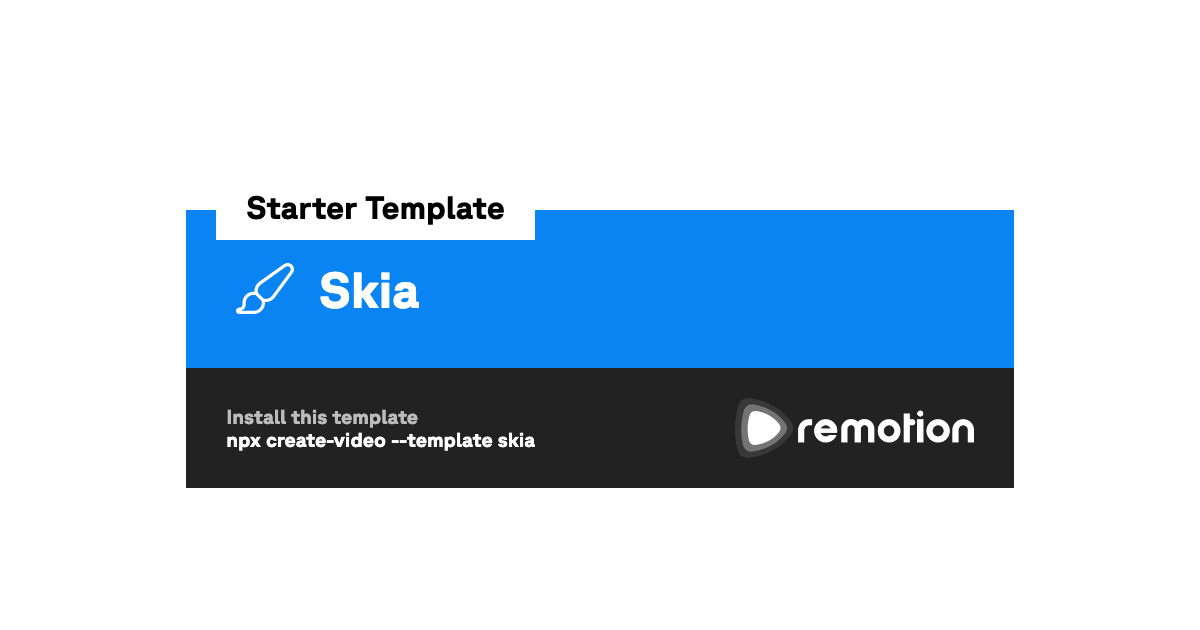 Starter Template
Skia
Install this template
npx create-video --template skia
remotion